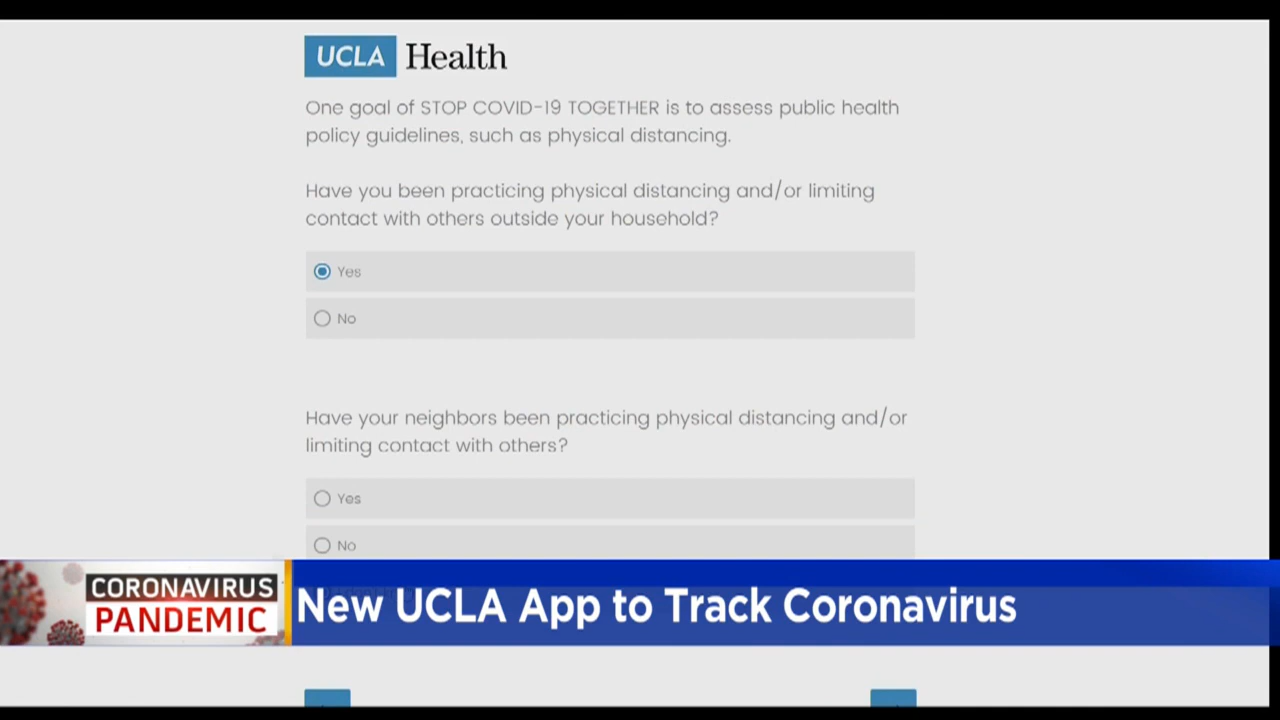 UCLA Health
One goal of STOP COVID-19 TOGETHER is to assess public health
policy guidelines, such as physical distancing.
Have you been practicing physical distancing and/or limiting
contact with others outside your household?
Yes
No
Have your neighbors been practicing physical distancing and/or
limiting contact with others?
Yes
No
CORONAVIRUS
PANDEMIC
New UCLA App to Track Coronavirus